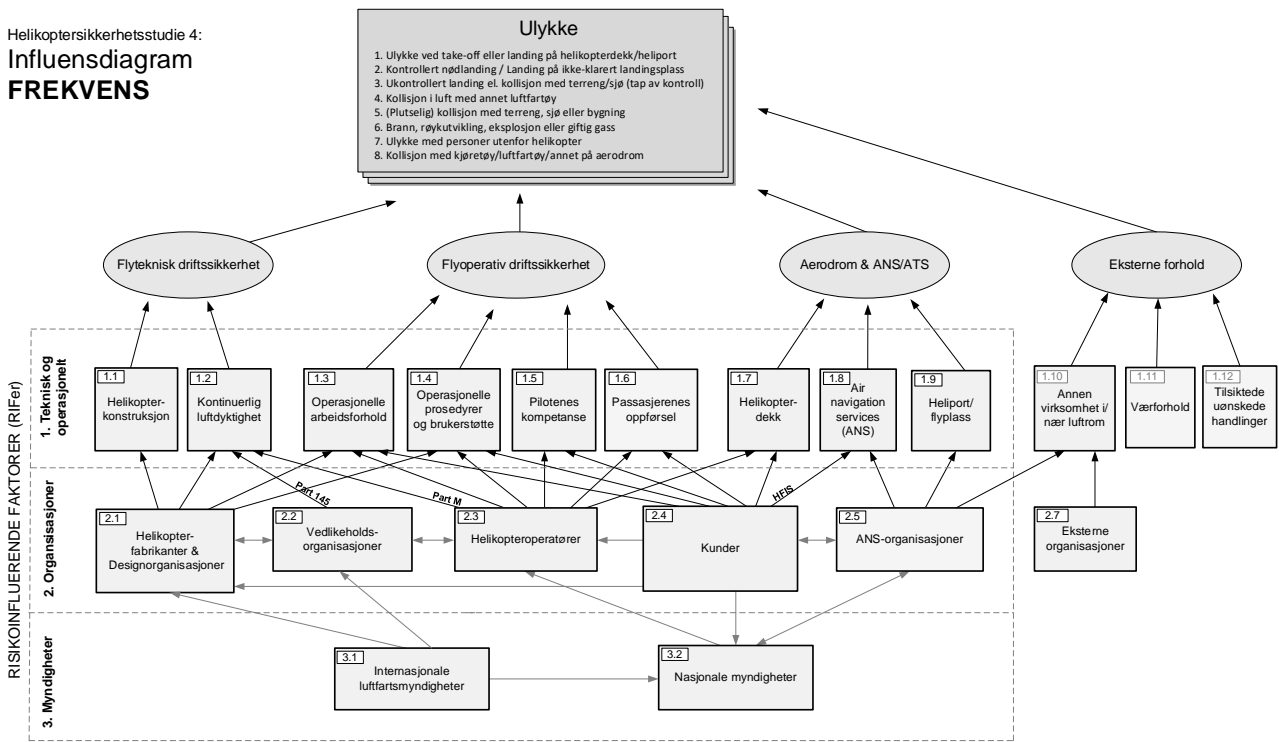 Helikoptersikkerhetsstudie 4:
Influensdiagram
FREKVENS
Ulykke
1. Ulykke ved take-off eller landing på helikopterdekk/heliport
2. Kontrollert nødlanding / Landing på ikke-klarert landingsplass
3. Ukontrollert landing el. kollisjon med terreng/sjø (tap av kontroll)
4. Kollisjon i luft med annet luftfartøy
5. (Plutselig) kollisjon med terreng, sjø eller bygning
6. Brann, røykutvikling, eksplosjon eller giftig gass
7. Ulykke med personer utenfor helikopter
8. Kollisjon med kjøretøy/luftfartøy/annet på aerodrom
Flyteknisk driftssikkerhet
Flyoperativ driftssikkerhet
Aerodrom & ANS/ATS
Eksterne forhold
RISIKOINFLUERENDE FAKTORER (RIFer)
1. Teknisk og
operasjonelt
1.1
Helikopter-
konstruksjon
1.2
Kontinuerlig
luftdyktighet
1.3
Operasjonelle
arbeidsforhold
1.4
Operasjonelle
prosedyrer
og brukerstøtte
1.5
Pilotenes
kompetanse
1.6
Passasjerenes
oppførsel
1.7
Helikopter-
dekk
1.8
Air
navigation
services
(ANS)
1.9
Heliport/
flyplass
1.10
Annen
virksomhet i/
nær luftrom
1.11
Værforhold
1.12
Tilsiktede
uønskede
handlinger
Part 145
Part M
HFIS
2. Organsisasjoner
2.1
Helikopter-
fabrikanter &
Designorganisasjoner
2.2
Vedlikeholds-
organisasjoner
2.3
Helikopteroperatører
2.4
Kunder
2.5
ANS-organisasjoner
2.7
Eksterne
organisasjoner
3. Myndigheter
3.1
Internasjonale
luftfartsmyndigheter
3.2
Nasjonale myndigheter